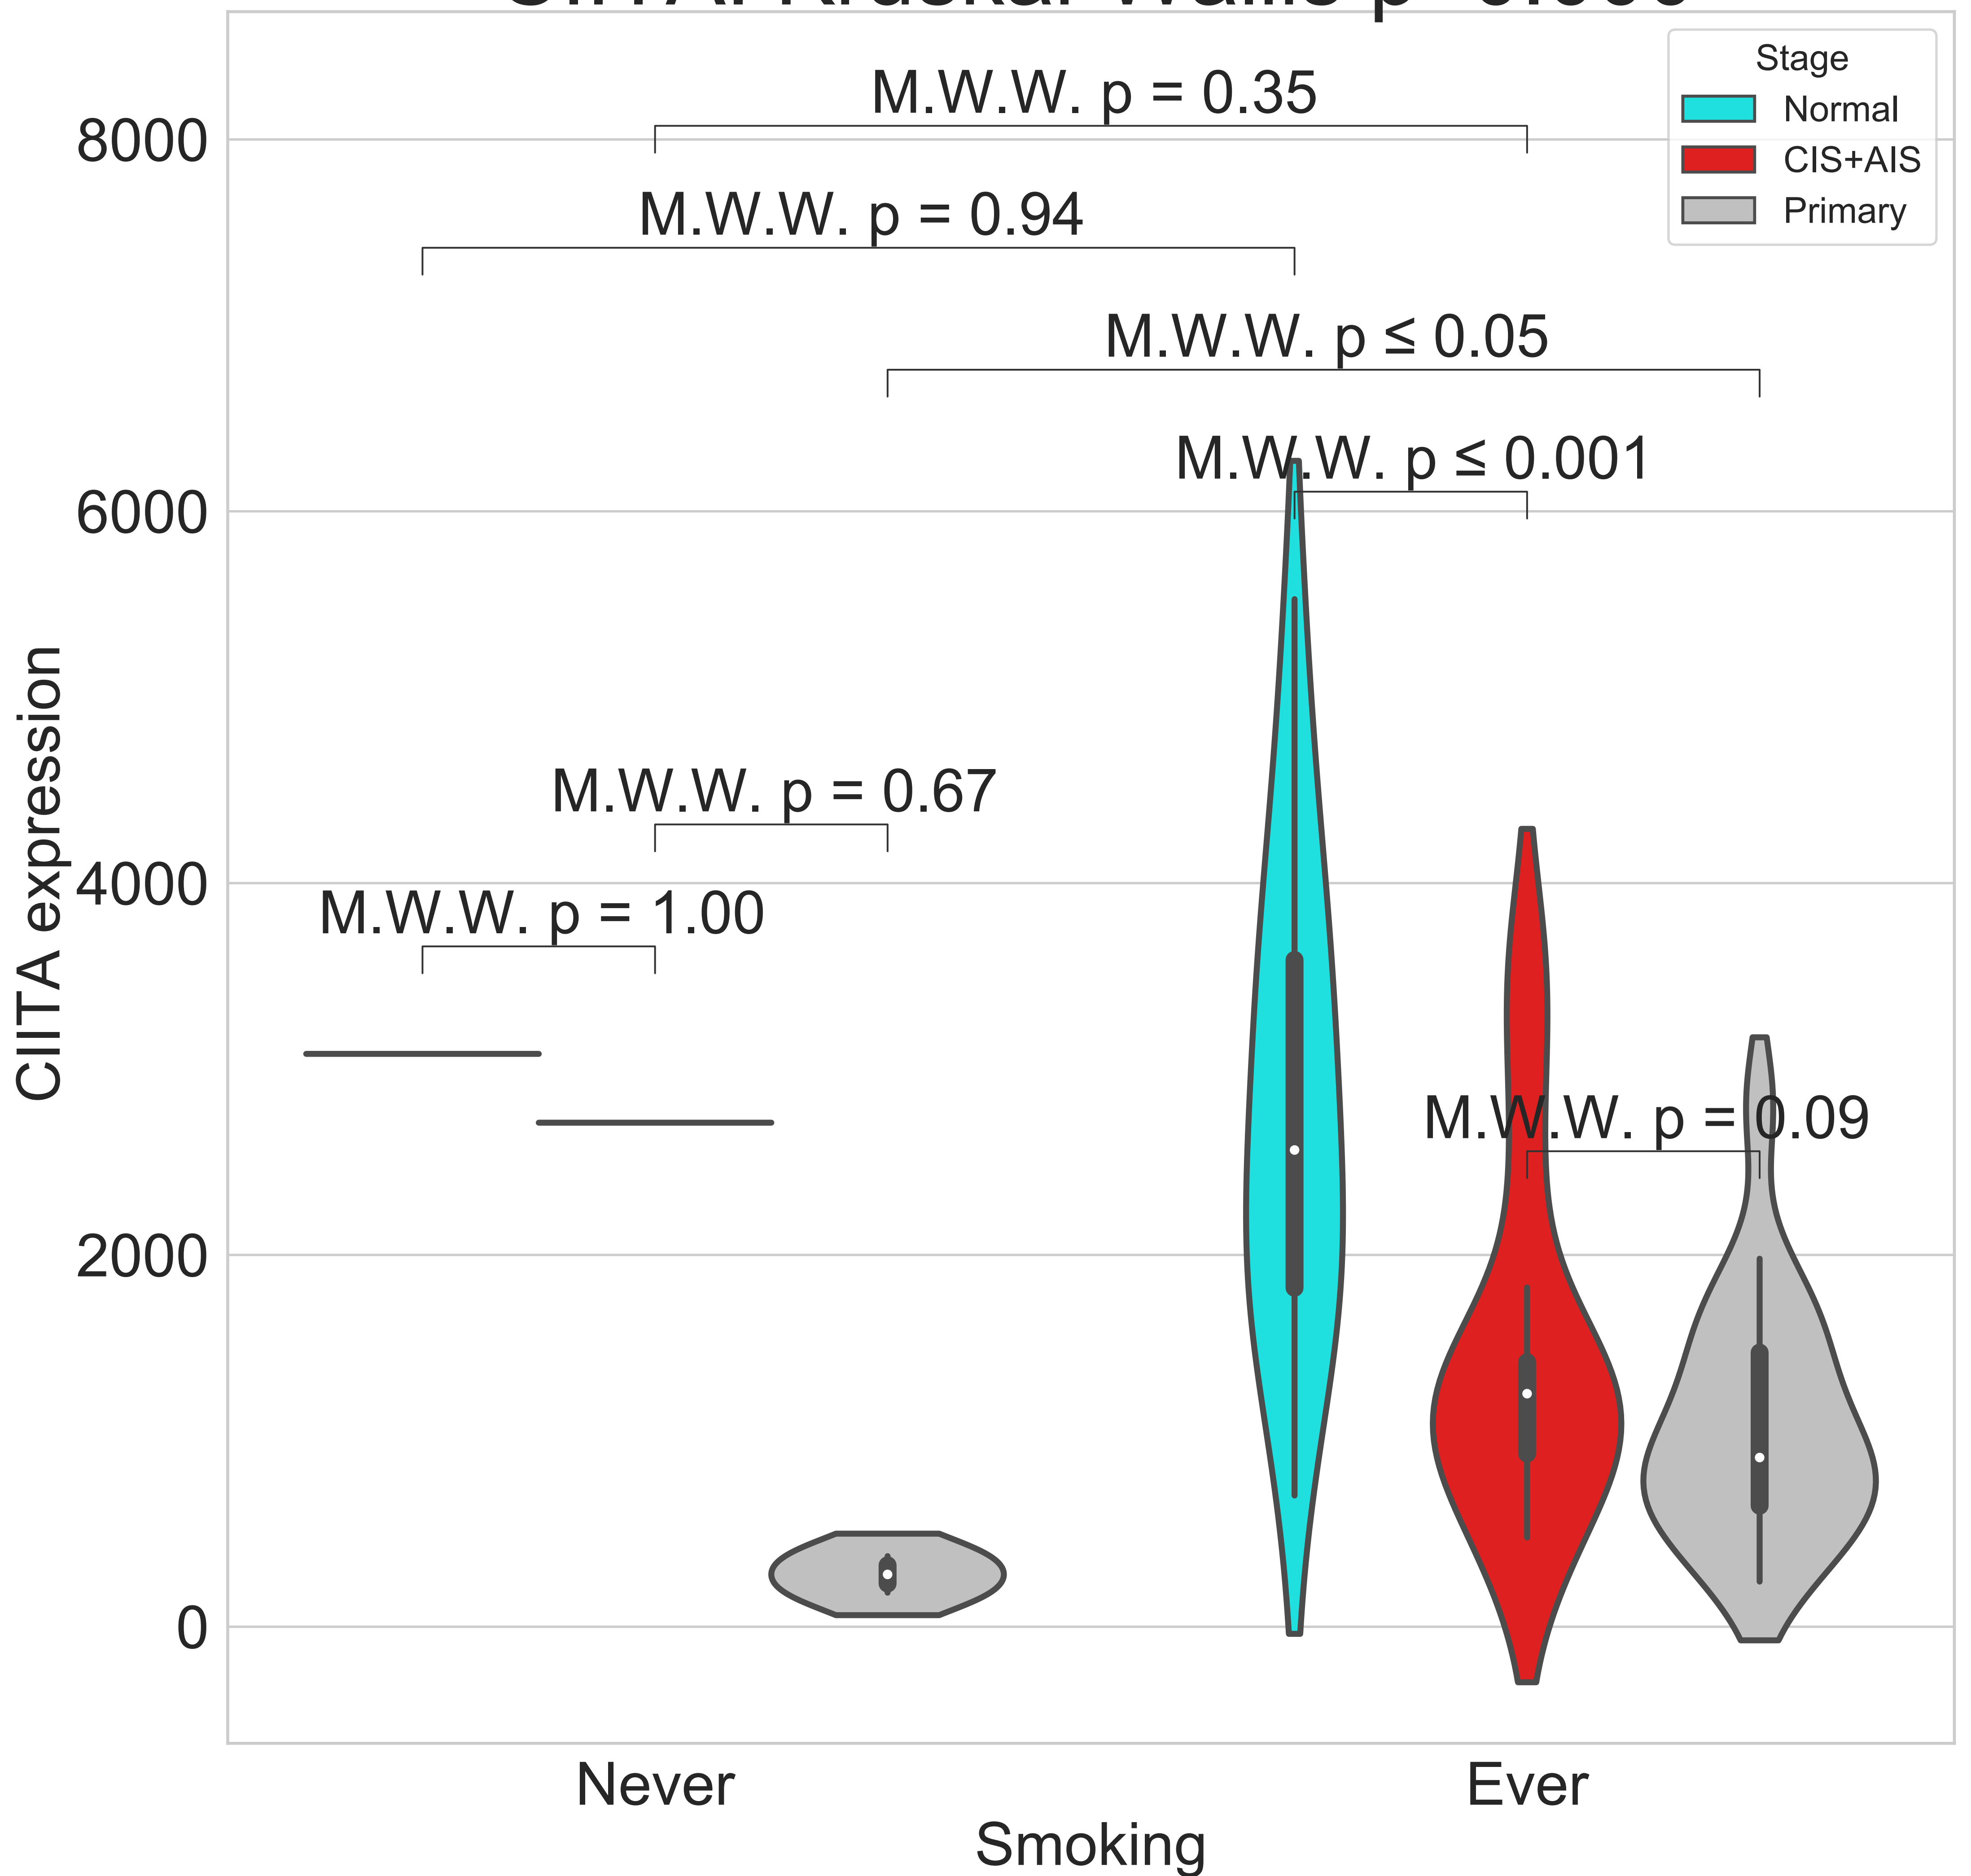 Stage
Normal
CIS+AIS
Primary
M.W.W. p = 0.35
M.W.W. p = 0.94
M.W.W. p ≤ 0.05
M.W.W. p ≤ 0.001
M.W.W. p = 0.67
M.W.W. p = 1.00
M.W.W. p = 0.09
8000
6000
4000
2000
0
CIITA expression
Never
Ever
Smoking